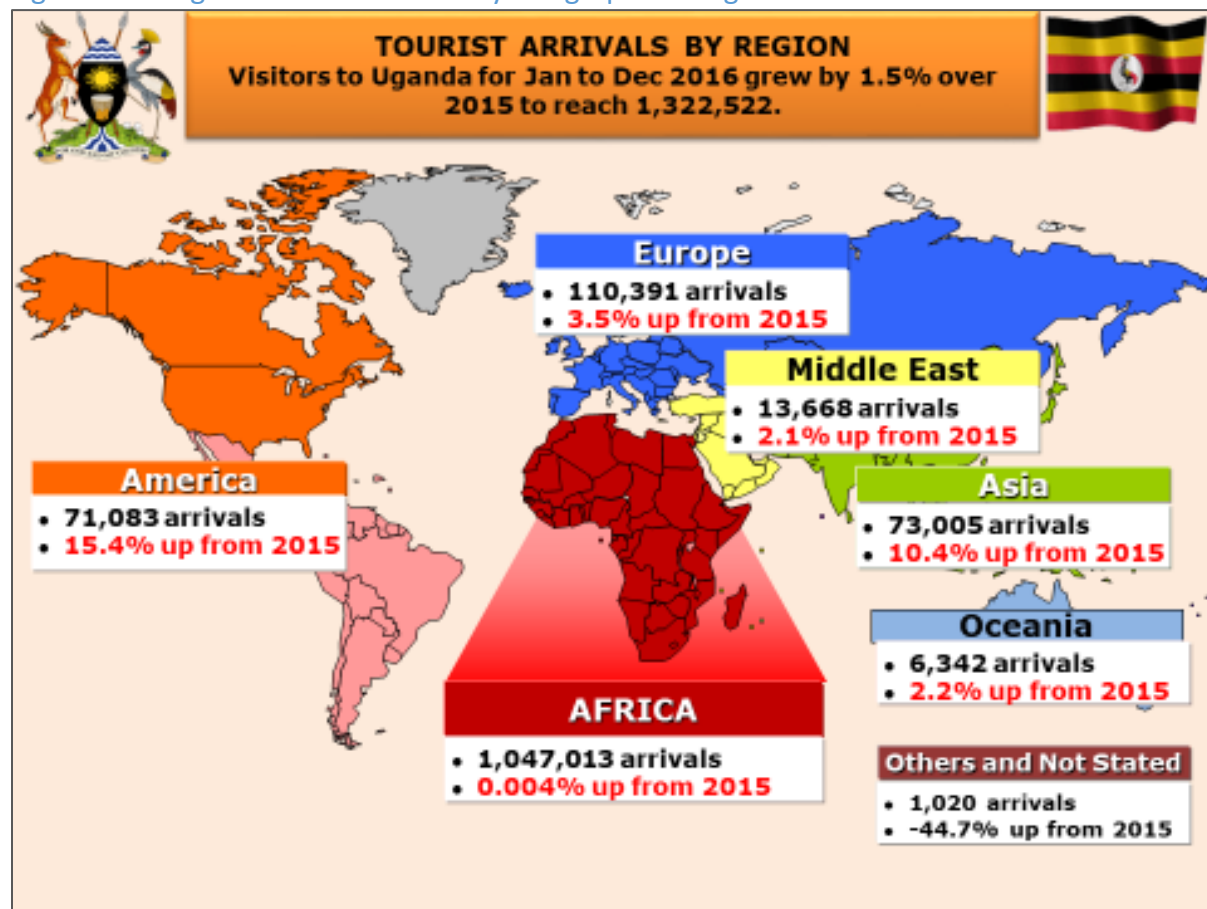 TOURIST ARRIVALS BY REGION
Visitors to Uganda for Jan to Dec 2016 grew by 1.5% over
2015 to reach 1,322,522.
Europe
• 110,391 arrivals
• 3.5% up from 2015
Middle East
• 13,668 arrivals
• 2.1% up from 2015
America
• 71,083 arrivals
• 15.4% up from 2015
Asia
• 73,005 arrivals
• 10.4% up from 2015
Oceania
• 6,342 arrivals
• 2.2% up from 2015
AFRICA
• 1,047,013 arrivals
• 0.004% up from 2015
Others and Not Stated
• 1,020 arrivals
• -44.7% up from 2015